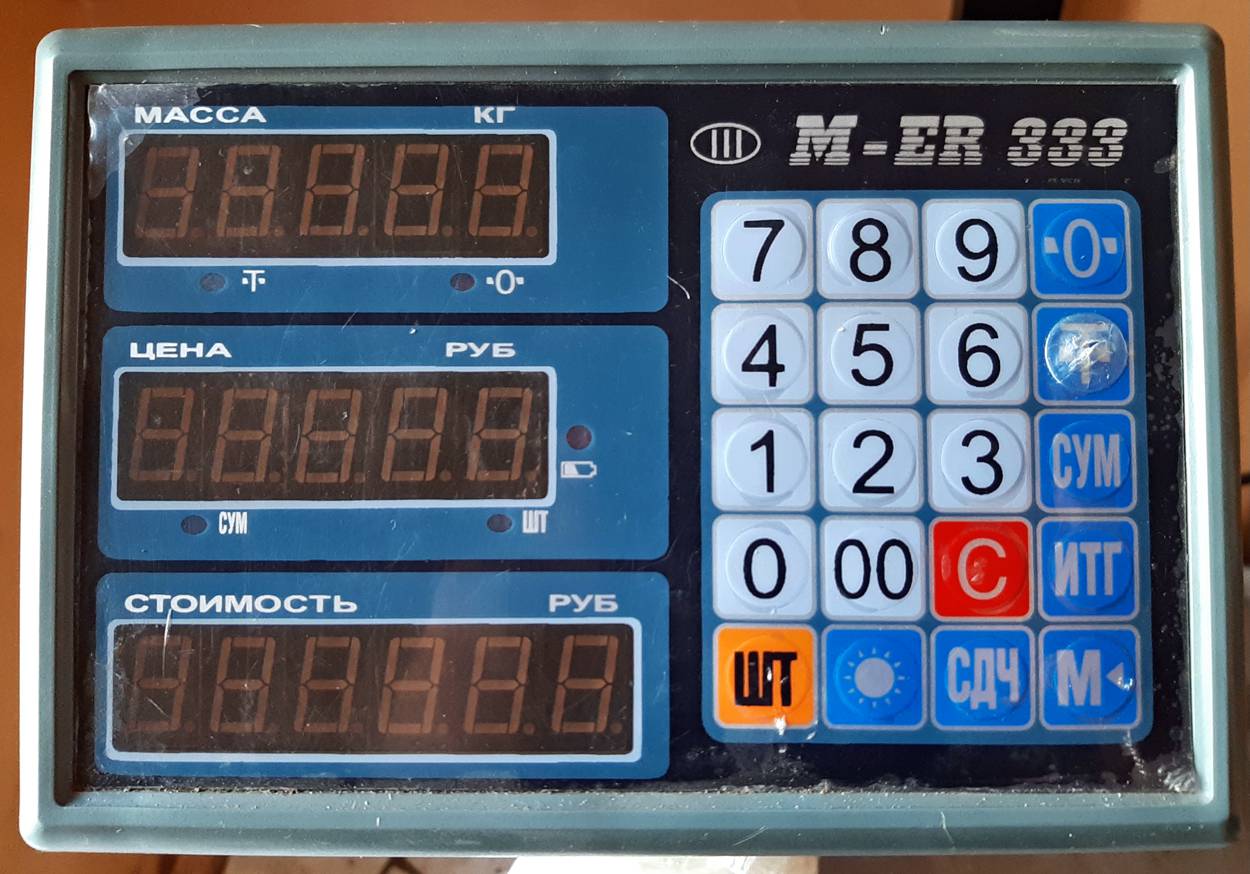 МАССА КГ
Т 0
ЦЕНА РУБ
СУМ ШТ
СТОИМОСТЬ РУБ
M-ER 333
7 8 9 0
4 5 6 Т
1 2 3 СУМ
0 00 C ИТГ
ШТ СДЧ М